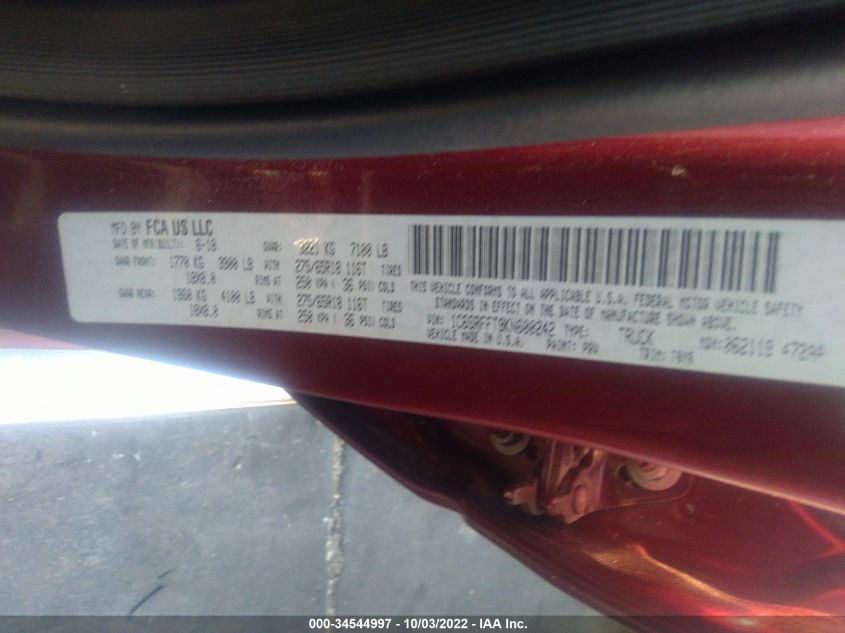 MFD BY FCA US LLC
DATE OF MFR(BUILT): 6-18 GVWR: 3221 KG 7100 LB
GAWR FRONT: 1770 KG 3900 LB WITH 275/65R18 116T TIRES
18X8.0 RIMS AT 250 KPA ( 36 PSI) COLD
GAWR REAR: 1860 KG 4100 LB WITH 275/65R18 116T TIRES
18X8.0 RIMS AT 250 KPA ( 36 PSI) COLD
THIS VEHICLE CONFORMS TO ALL APPLICABLE U.S.A. FEDERAL MOTOR VEHICLE SAFETY
STANDARDS IN EFFECT ON THE DATE OF MANUFACTURE SHOWN ABOVE.
VIN: TYPE: TRUCK MDH: 062119
VEHICLE MADE IN U.S.A. PAINT: PRV TRIM:
000-34544997 - 10/03/2022 - IAA Inc.